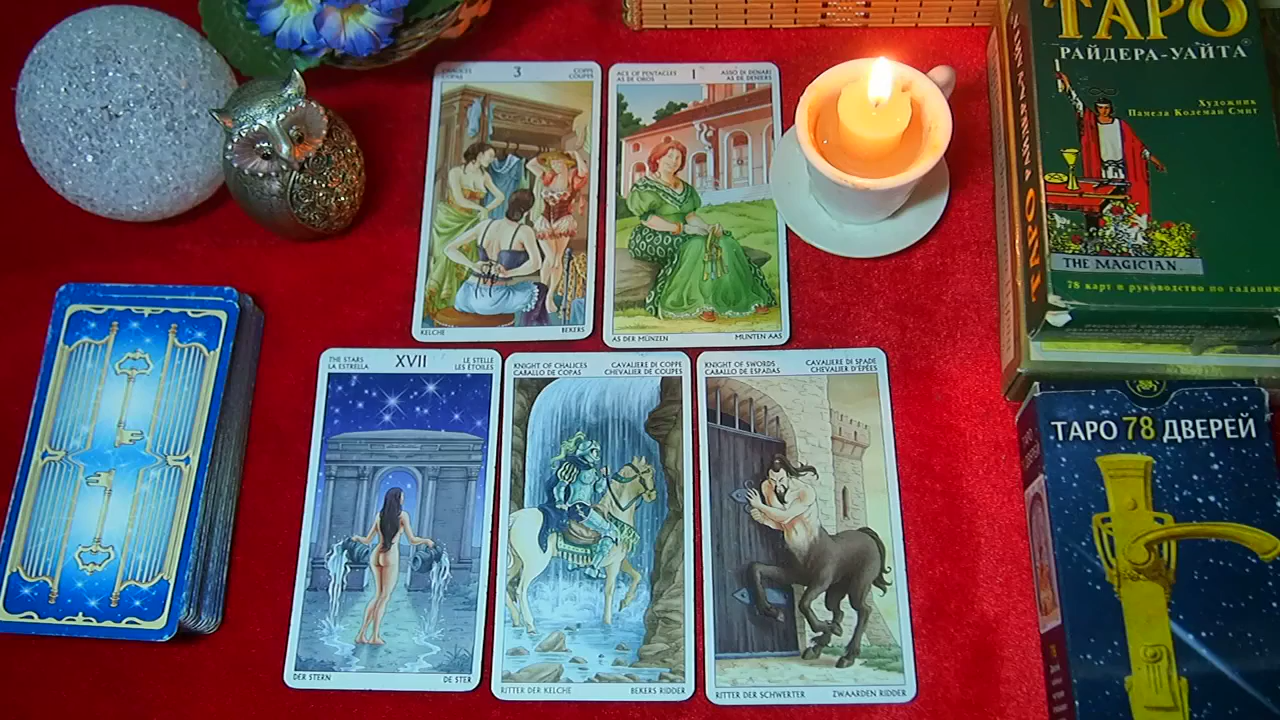 CHALICES
COPAS
3
COPPE
COUPES
KELCHE
BEKERS
ACE OF PENTACLES
AS DE OROS
1
ASSO DI DENARI
AS DE DENIERS
AS DER MÜNZEN
MUNTEN AAS
ТАРО
РАЙДЕРА-УАЙТА
Художник
Памела Колеман Смит
THE MAGICIAN.
78 карт и руководство по гаданию
ТАРО
THE STARS
LA ESTRELLA
XVII
LE STELLE
LES ÉTOILES
DER STERN
DE STER
KNIGHT OF CHALICES
CABALLO DE COPAS
CAVALIERE DI COPPE
CHEVALIER DE COUPES
RITTER DER KELCHE
BEKERS RIDDER
KNIGHT OF SWORDS
CABALLO DE ESPADAS
CAVALIERE DI SPADE
CHEVALIER D'ÉPÉES
RITTER DER SCHWERTER
ZWAARDEN RIDDER
ТАРО 78 ДВЕРЕЙ